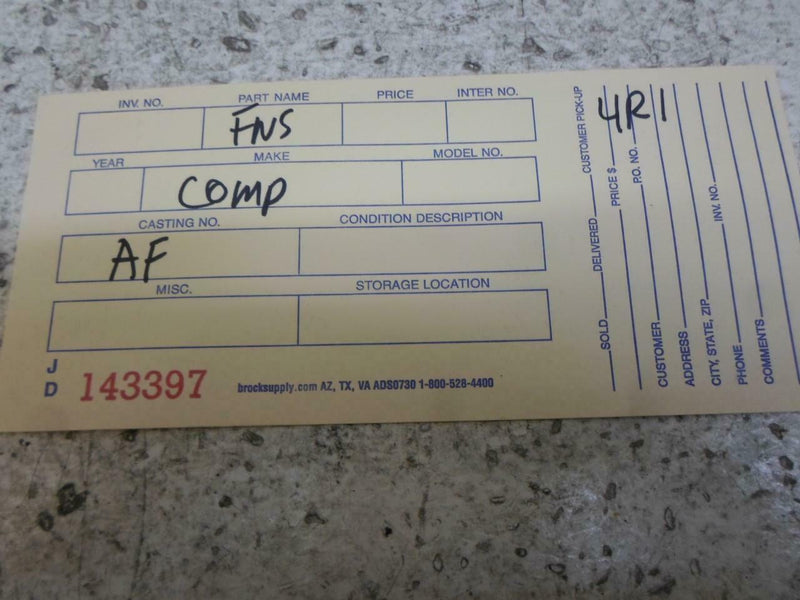 INV. NO. PART NAME PRICE INTER NO.
FNS
YEAR MAKE MODEL NO.
COMP
CASTING NO. CONDITION DESCRIPTION
AF
MISC. STORAGE LOCATION
J
D 143397 brocksupply.com AZ, TX, VA ADS0730 1-800-528-4400
4R1
SOLD DELIVERED CUSTOMER PICK-UP
PRICE $
P.O. NO.
CUSTOMER
ADDRESS
CITY, STATE, ZIP INV. NO.
PHONE
COMMENTS